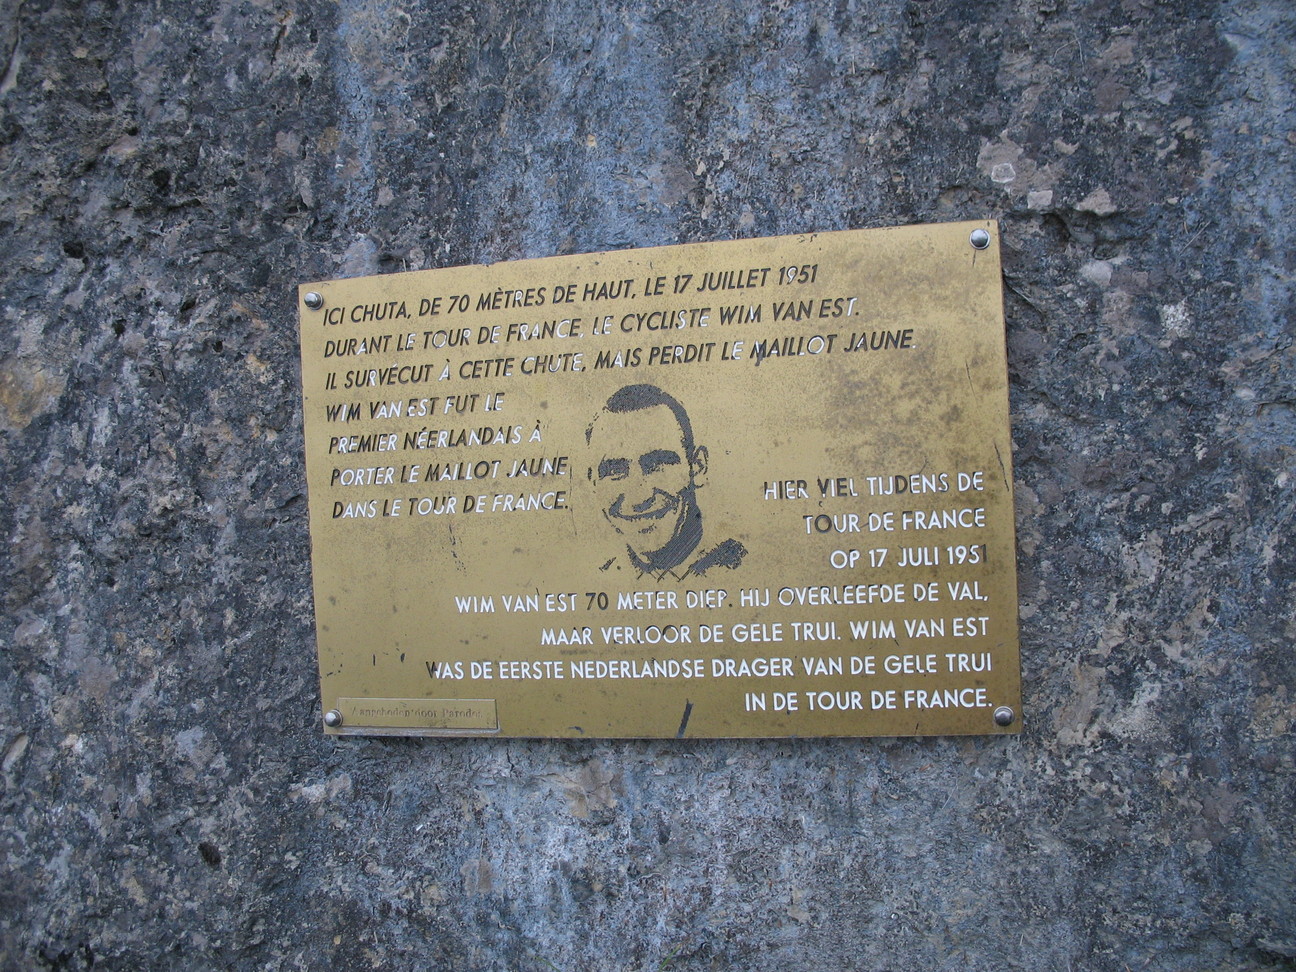 ICI CHUTA, DE 70 MÈTRES DE HAUT, LE 17 JUILLET 1951
DURANT LE TOUR DE FRANCE, LE CYCLISTE WIM VAN EST.
IL SURVÉCUT À CETTE CHUTE, MAIS PERDIT LE MAILLOT JAUNE.
WIM VAN EST FUT LE
PREMIER NÉERLANDAIS À
PORTER LE MAILLOT JAUNE
DANS LE TOUR DE FRANCE.
HIER VIEL TIJDENS DE
TOUR DE FRANCE
OP 17 JULI 1951
WIM VAN EST 70 METER DIEP. HIJ OVERLEEFDE DE VAL,
MAAR VERLOOR DE GELE TRUI. WIM VAN EST
WAS DE EERSTE NEDERLANDSE DRAGER VAN DE GELE TRUI
IN DE TOUR DE FRANCE.
Aangeboden door